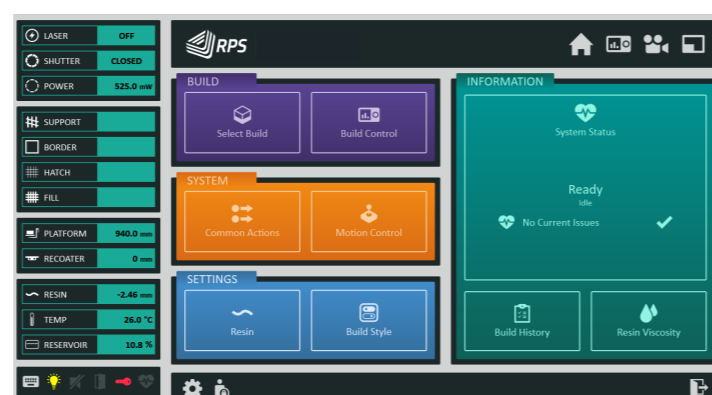 LASER OFF
SHUTTER CLOSED
POWER 525.0 mW
SUPPORT
BORDER
HATCH
FILL
PLATFORM 940.0 mm
RECOATER 0 mm
RESIN -2.46 mm
TEMP 26.0 °C
RESERVOIR 10.8 %
RPS
BUILD
Select Build
Build Control
SYSTEM
Common Actions
Motion Control
SETTINGS
Resin
Build Style
INFORMATION
System Status
Ready
Idle
No Current Issues
Build History
Resin Viscosity